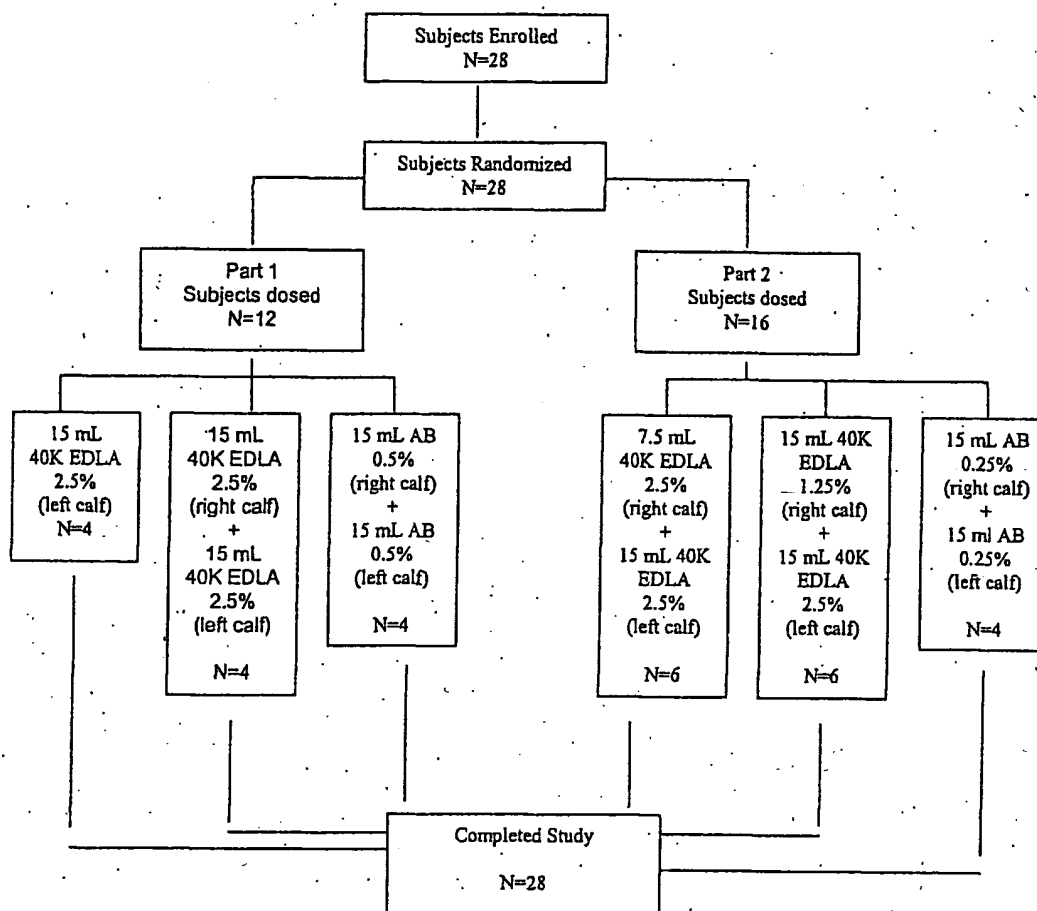 Subjects Enrolled
N=28
Subjects Randomized
N=28
Part 1
Subjects dosed
N=12
Part 2
Subjects dosed
N=16
15 mL
40K EDLA
2.5%
(left calf)
N=4
15 mL
40K EDLA
2.5%
(right calf)
+
15 mL
40K EDLA
2.5%
(left calf)
N=4
15 mL AB
0.5%
(right calf)
+
15 mL AB
0.5%
(left calf)
N=4
7.5 mL
40K EDLA
2.5%
(right calf)
+
15 mL 40K
EDLA
2.5%
(left calf)
N=6
15 mL 40K
EDLA
1.25%
(right calf)
+
15 mL 40K
EDLA
2.5%
(left calf)
N=6
15 mL AB
0.25%
(right calf)
+
15 ml AB
0.25%
(left calf)
N=4
Completed Study
N=28